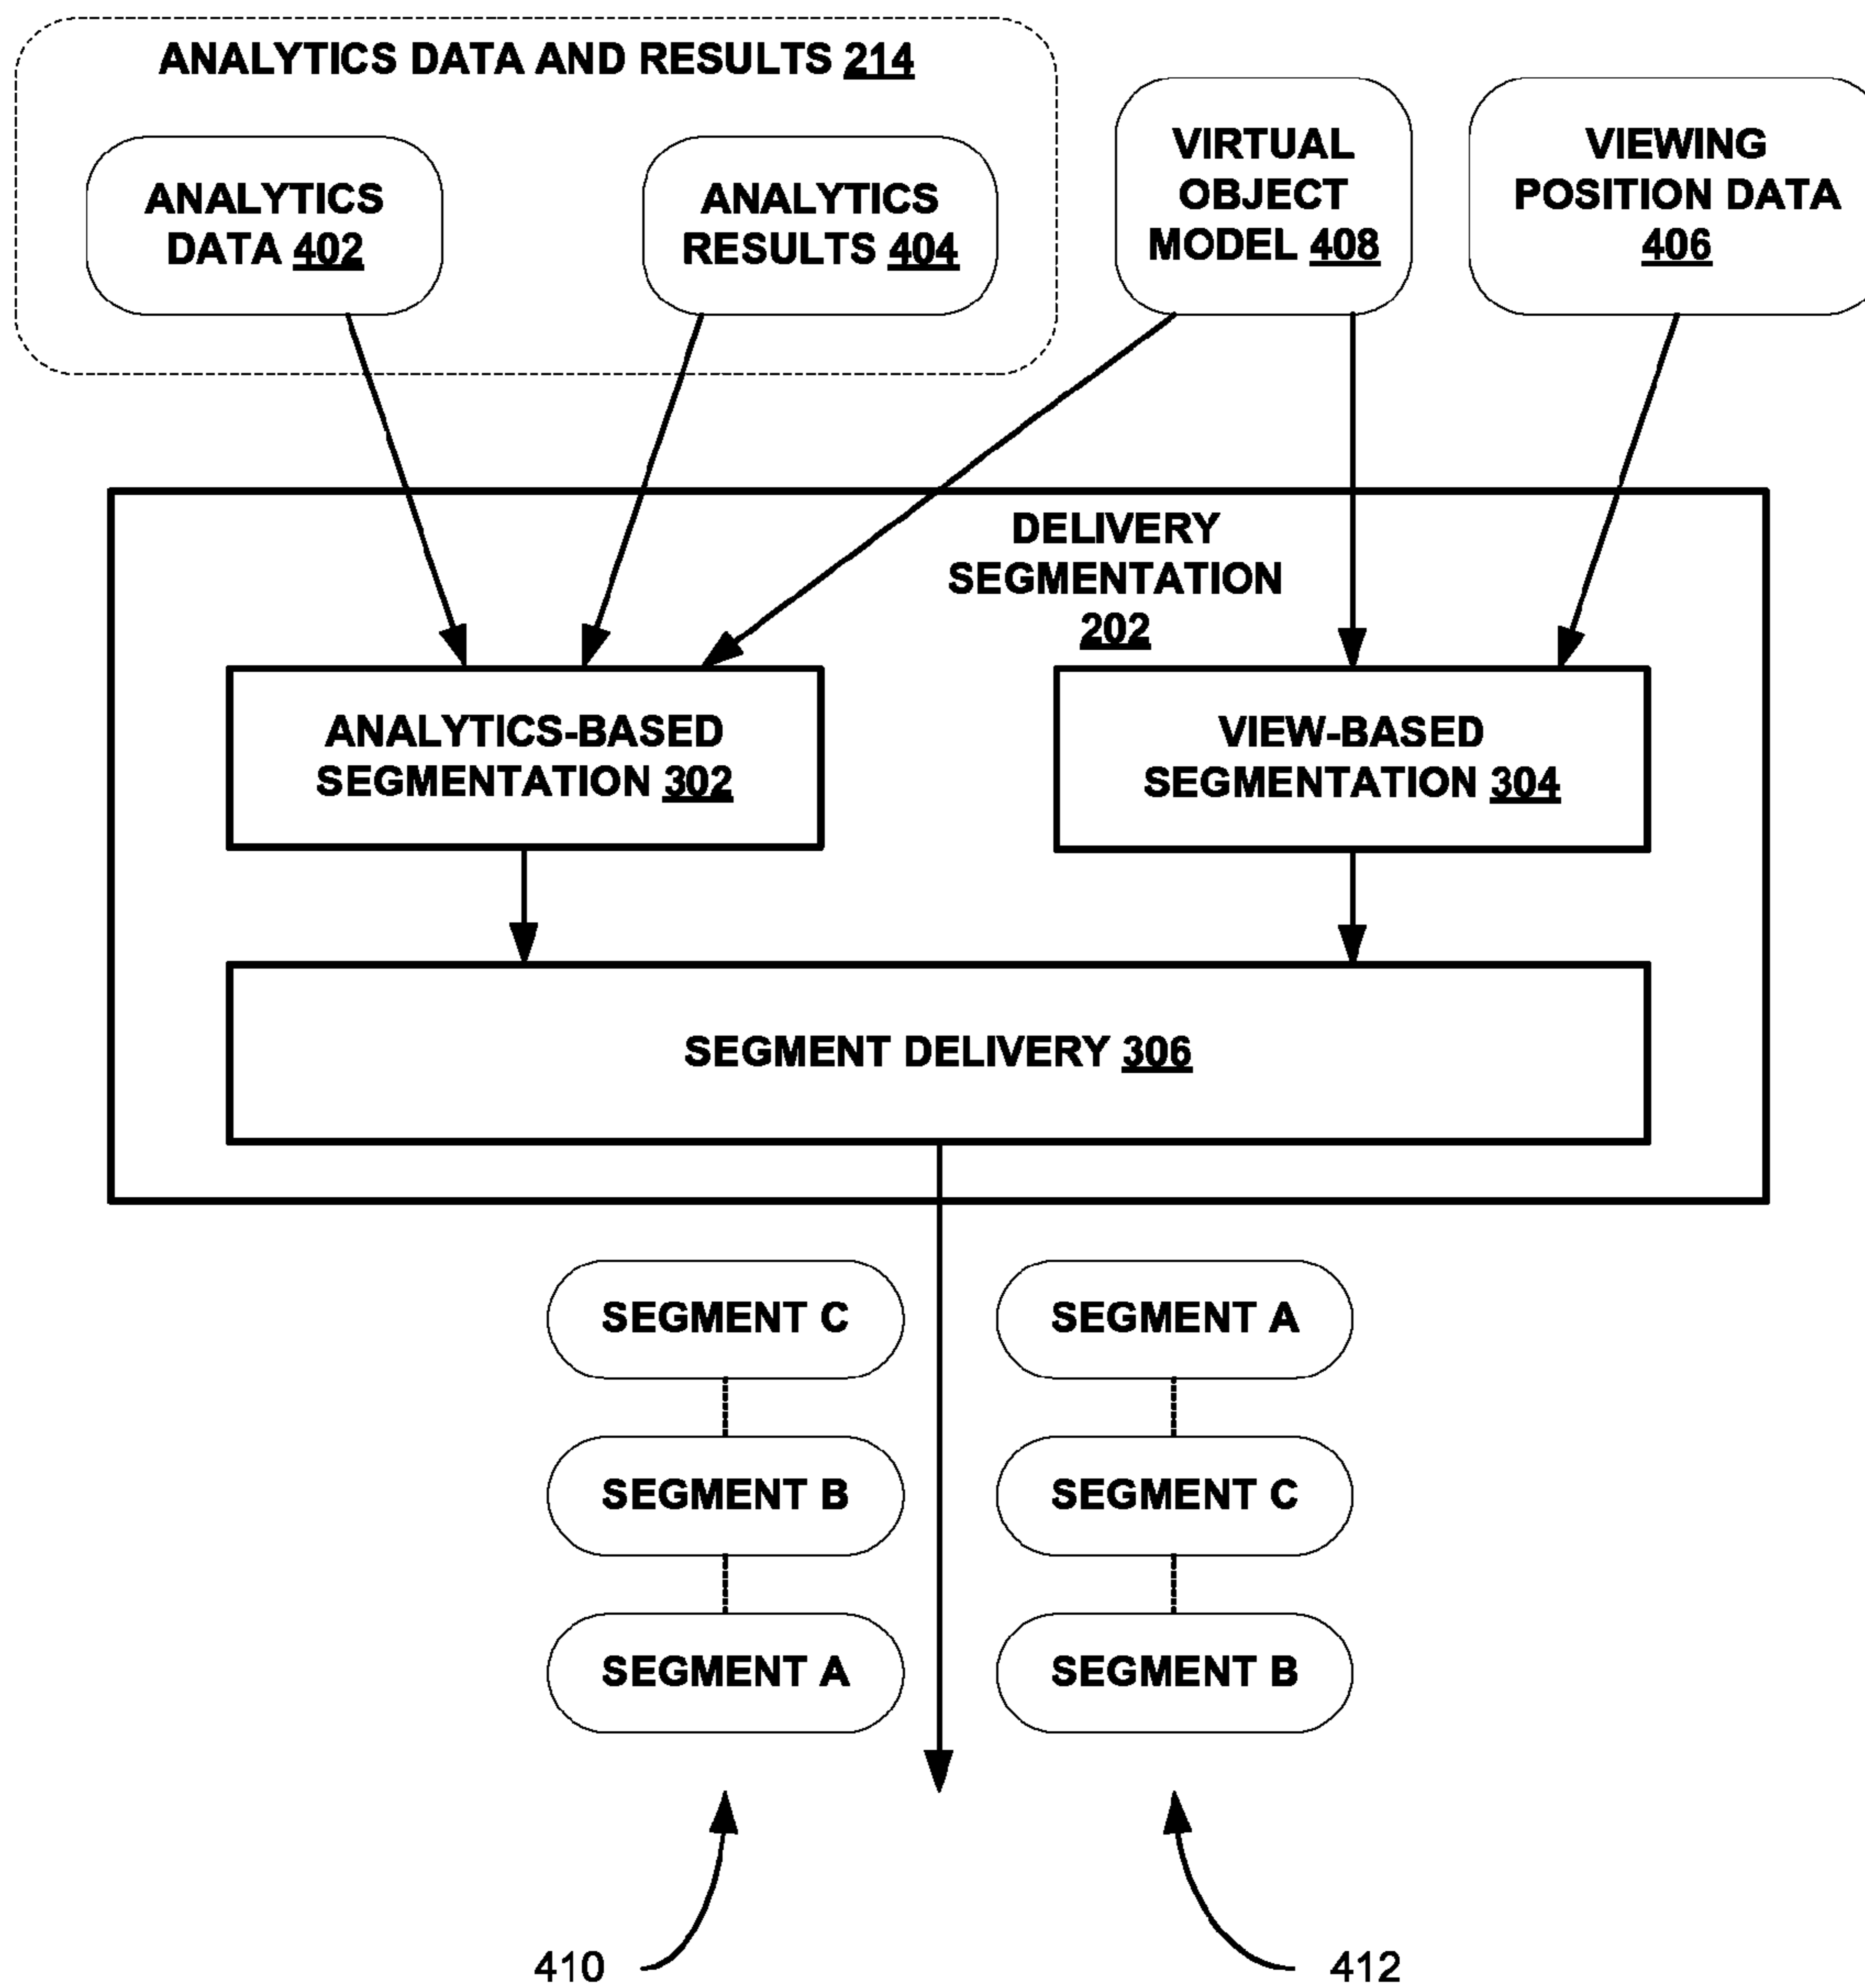 ANALYTICS DATA AND RESULTS 214
ANALYTICS
DATA 402
ANALYTICS
RESULTS 404
VIRTUAL
OBJECT
MODEL 408
VIEWING
POSITION DATA
406
DELIVERY
SEGMENTATION
202
ANALYTICS-BASED
SEGMENTATION 302
VIEW-BASED
SEGMENTATION 304
SEGMENT DELIVERY 306
SEGMENT C
SEGMENT B
SEGMENT A
SEGMENT A
SEGMENT C
SEGMENT B
410
412